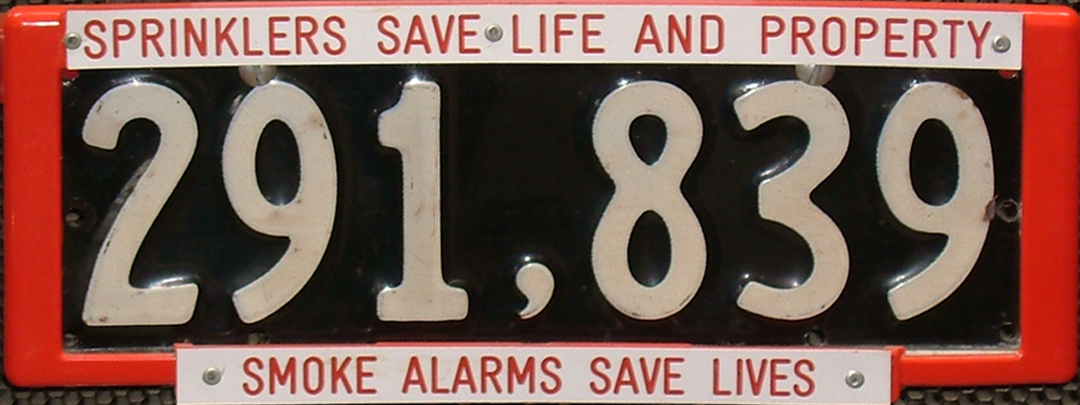 SPRINKLERS SAVE LIFE AND PROPERTY
291,839
SMOKE ALARMS SAVE LIVES